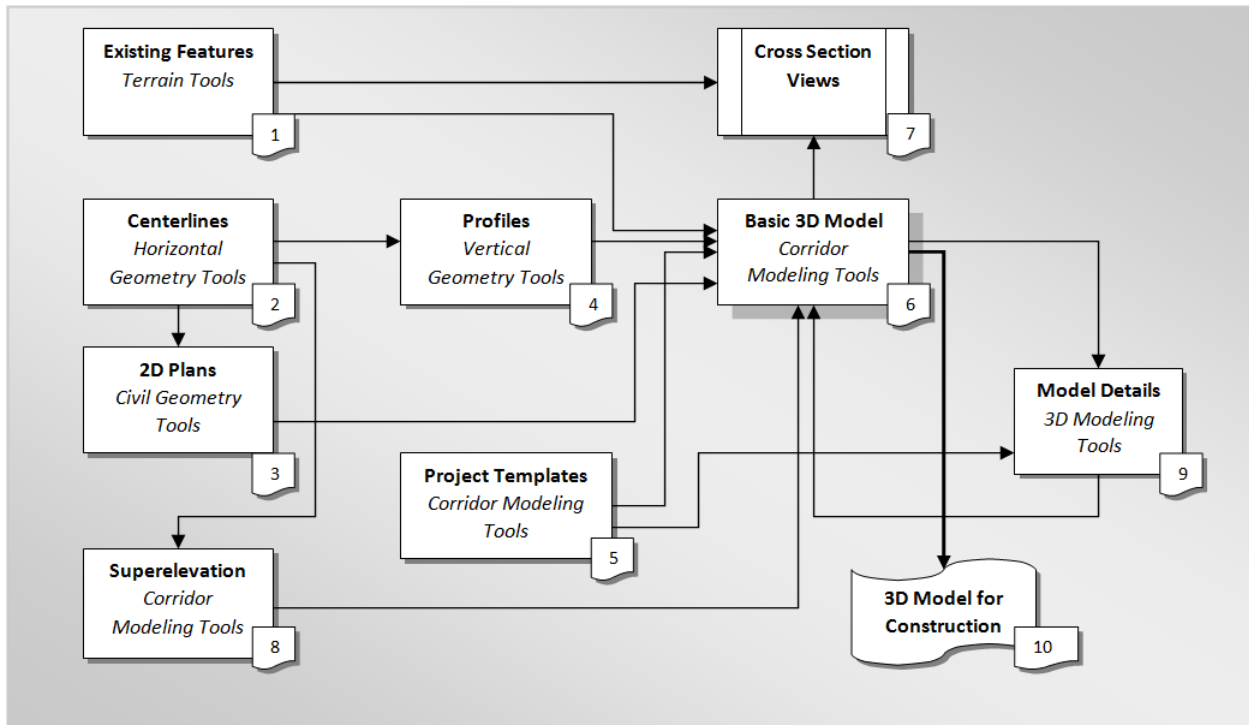 Existing Features
Terrain Tools
1
Cross Section
Views
7
Centerlines
Horizontal
Geometry Tools
2
Profiles
Vertical
Geometry Tools
4
Basic 3D Model
Corridor
Modeling Tools
6
2D Plans
Civil Geometry
Tools
3
Model Details
3D Modeling
Tools
9
Project Templates
Corridor Modeling
Tools
5
Superelevation
Corridor
Modeling Tools
8
3D Model for
Construction
10